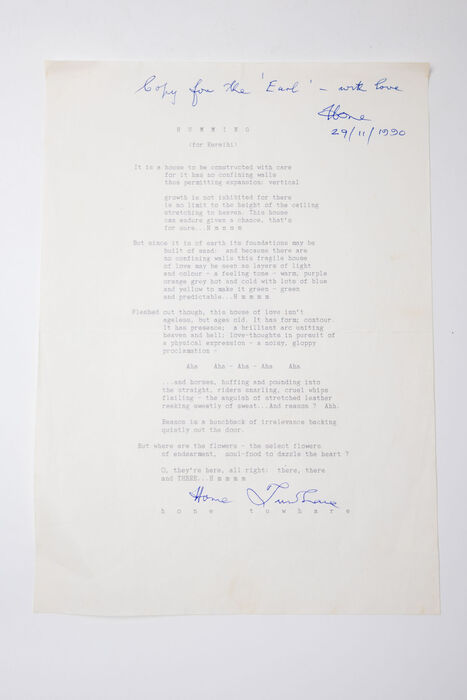 Copy for the 'Earl' - with love
Hone
29/11/1990
H U M M I N G
(for Kereihi)
It is a house to be constructed with care
for it has no confining walls
thus permitting expansion: vertical
growth is not inhibited for there
is no limit to the height of the ceiling
stretching to heaven. This house
can endure given a chance, that's
for sure...H m m m m
But since it is of earth its foundations may be
built of sand: and because there are
no confining walls this fragile house
of love may be seen as layers of light
and colour - a feeling tone - warm, purple
orange grey hot and cold with lots of blue
and yellow to make it green - green
and predictable...H m m m m
Fleshed out though, this house of love isn't
ageless, but ages old. It has form; contour.
It has presence; a brilliant arc uniting
heaven and hell; love-thoughts in pursuit of
a physical expression - a noisy, gloppy
proclamation -
Aha Aha - Aha - Aha Aha
...and horses, huffing and pounding into
the straight, riders snarling, cruel whips
flailing - the anguish of stretched leather
reeking sweetly of sweat...And reason ? Ahh.
Reason is a hunchback of irrelevance backing
quietly out the door.
But where are the flowers - the select flowers
of endearment, soul-food to dazzle the heart ?
O, they're here, all right: there, there
and THERE...H m m m m
Hone Tuwhare
h o n e t u w h a r e